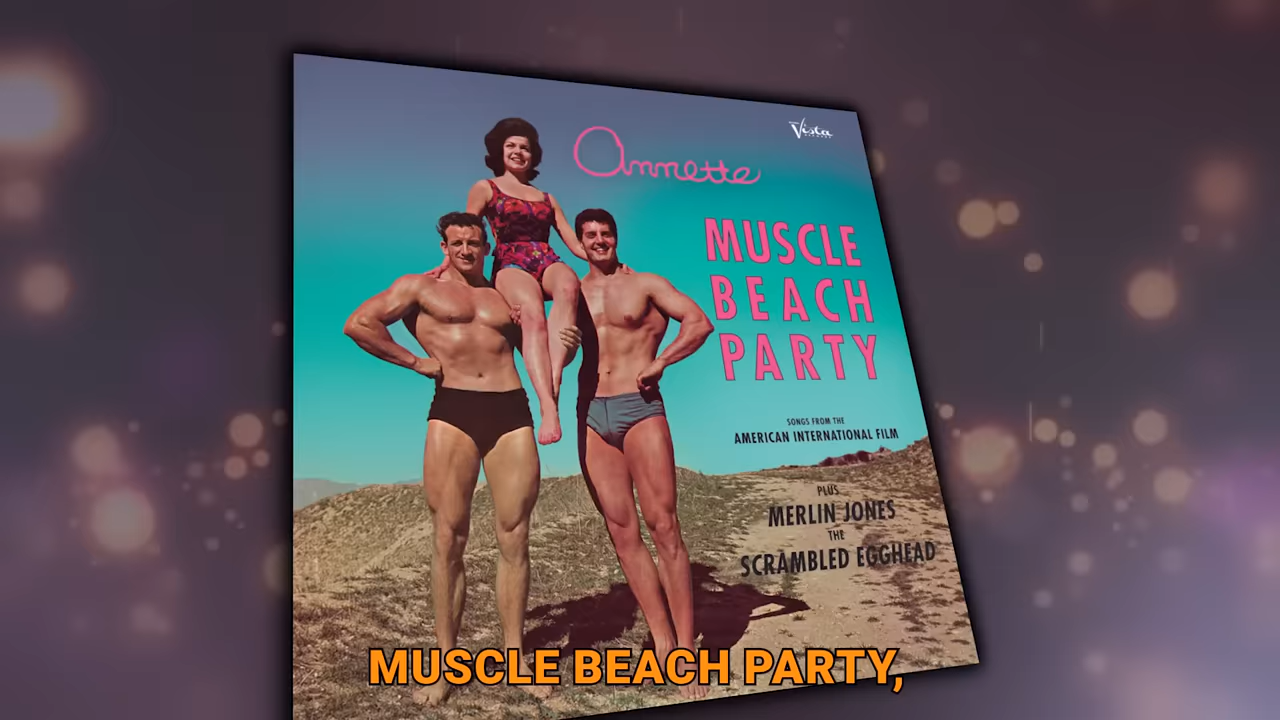 Vista
Annette
MUSCLE
BEACH
PARTY
SONGS FROM THE
AMERICAN INTERNATIONAL FILM
PLUS
MERLIN JONES
THE
SCRAMBLED EGGHEAD
MUSCLE BEACH PARTY,